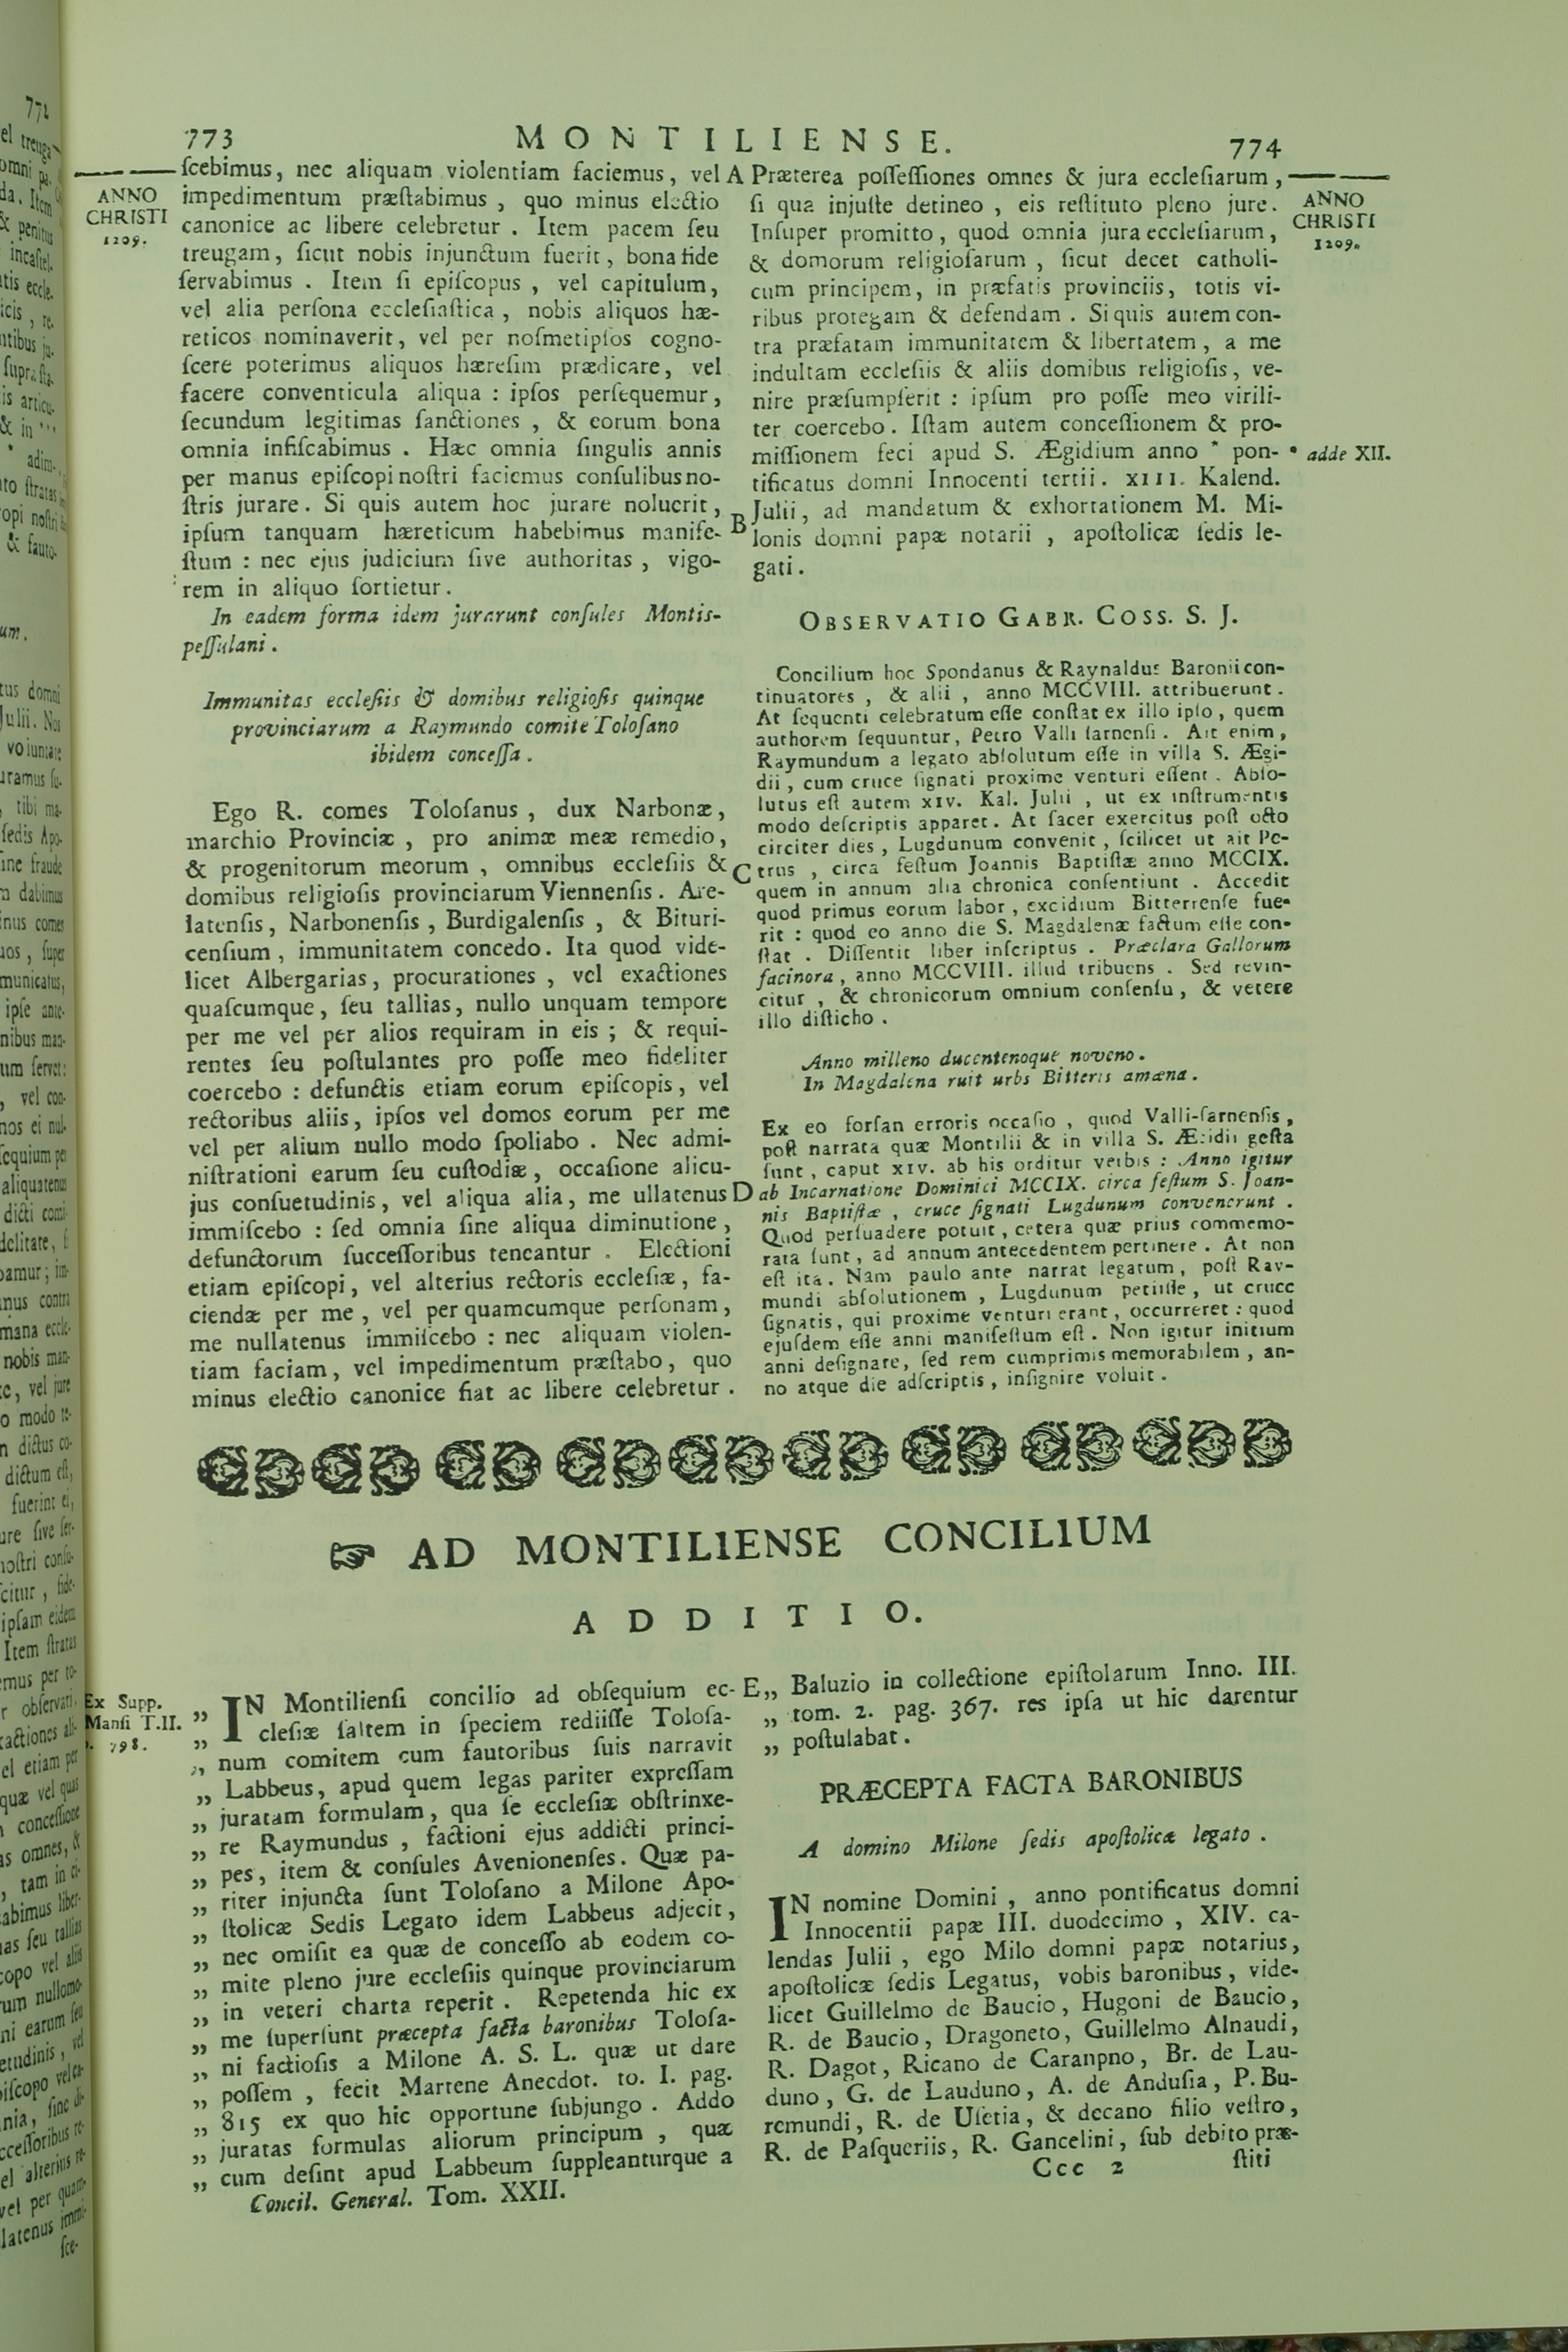 773
MONTILIENSE.
774
ANNO
CHRISTI
1209.
ſcebimus, nec aliquam violentiam faciemus, vel
impedimentum præſtabimus, quo minus electio
canonice ac libere celebretur. Item pacem ſeu
treugam, ſicut nobis injunctum fuerit, bona fide
ſervabimus. Item ſi epiſcopus, vel capitulum,
vel alia perſona eccleſiaſtica, nobis aliquos hæ-
reticos nominaverit, vel per noſmetipſos cogno-
ſcere poterimus aliquos hæreſim prædicare, vel
facere conventicula aliqua : ipſos perſequemur,
ſecundum legitimas ſanctiones, & eorum bona
omnia infiſcabimus. Hæc omnia ſingulis annis
per manus epiſcopi noſtri faciemus conſulibus no-
ſtris jurare. Si quis autem hoc jurare nolucrit,
ipſum tanquam hæreticum habebimus manife-
ſtum : nec ejus judicium ſive authoritas, vigo-
rem in aliquo ſortietur.
In eadem forma idem jurarunt conſules Montis-
peſſulani.
Immunitas eccleſiis & domibus religioſis quinque
provinciarum a Raymundo comite Toloſano
ibidem conceſſa.
Ego R. comes Toloſanus, dux Narbonæ,
marchio Provinciæ, pro animæ meæ remedio,
& progenitorum meorum, omnibus eccleſiis &
domibus religioſis provinciarum Viennenſis. Are-
latenſis, Narbonenſis, Burdigalenſis, & Bituri-
cenſium, immunitatem concedo. Ita quod vide-
licet Albergarias, procurationes, vel exactiones
quaſcumque, ſeu tallias, nullo unquam tempore
per me vel per alios requiram in eis ; & requi-
rentes ſeu poſtulantes pro poſſe meo fideliter
coercebo : defunctis etiam eorum epiſcopis, vel
rectoribus aliis, ipſos vel domos eorum per me
vel per alium nullo modo ſpoliabo. Nec admi-
niſtrationi earum ſeu cuſtodiæ, occaſione alicu-
jus conſuetudinis, vel aliqua alia, me ullatenus
immiſcebo : ſed omnia ſine aliqua diminutione,
defunctorum ſucceſſoribus teneantur. Electioni
etiam epiſcopi, vel alterius rectoris eccleſiæ, fa-
ciendæ per me, vel per quamcumque perſonam,
me nullatenus immiſcebo : nec aliquam violen-
tiam faciam, vel impedimentum præſtabo, quo
minus electio canonice fiat ac libere celebretur.
A
B
C
D
Præterea poſſeſſiones omnes & jura eccleſiarum,
ſi qua injuſte detineo, eis reſtituto pleno jure.
Inſuper promitto, quod omnia jura eccleſiarum,
& domorum religioſarum, ſicut decet catholi-
cum principem, in præfatis provinciis, totis vi-
ribus protegam & defendam. Si quis autem con-
tra præfatam immunitatem & libertatem, a me
indultam eccleſiis & aliis domibus religioſis, ve-
nire præſumpſerit : ipſum pro poſſe meo virili-
ter coercebo. Iſtam autem conceſſionem & pro-
miſſionem feci apud S. Ægidium anno * pon-
tificatus domni Innocenti tertii. XIII. Kalend.
Julii, ad mandatum & exhortationem M. Mi-
lonis domni papæ notarii, apoſtolicæ ſedis le-
gati.
ANNO
CHRISTI
1209.
* adde XII.
OBSERVATIO GABR. COSS. S. J.
Concilium hoc Spondanus & Raynaldus Baronii con-
tinuatores, & alii, anno MCCVIII. attribuerunt.
At ſequenti celebratum eſſe conſtat ex illo ipſo, quem
authorem ſequuntur, Petro Valli ſarnenſi. Ait enim,
Raymundum a legato abſolutum eſſe in villa S. Ægi-
dii, cum cruce ſignati proxime venturi eſſent. Abſo-
lutus eſt autem XIV. Kal. Julii, ut ex inſtrumentis
modo deſcriptis apparet. At ſacer exercitus poſt octo
circiter dies, Lugdunum convenit, ſcilicet ut ait Pe-
trus, circa feſtum Joannis Baptiſtæ anno MCCIX.
quem in annum alia chronica conſentiunt. Accedit
quod primus eorum labor, excidium Bitterrenſe fue-
rit : quod eo anno die S. Magdalenæ factum eſſe con-
ſtat. Diſſentit liber inſcriptus. Præclara Gallorum
facinora, anno MCCVIII. illud tribuens. Sed revin-
citur, & chronicorum omnium conſenſu, & vetere
illo diſticho.
Anno milleno ducentenoque noveno.
In Magdalena ruit urbs Bitteris amæna.
Ex eo forſan erroris occaſio, quod Valli-ſarnenſis,
poſt narrata quæ Montilii & in villa S. Ægidii geſta
ſunt, caput XIV. ab his orditur verbis : Anno igitur
ab Incarnatione Dominici MCCIX. circa feſtum S. Joan-
nis Baptiſtæ, cruce ſignati Lugdunum convenerunt.
Quod perſuadere potuit, cetera quæ prius commemo-
rata ſunt, ad annum antecedentem pertinere. At non
eſt ita. Nam paulo ante narrat legatum, poſt Ray-
mundi abſolutionem, Lugdunum petiiſſe, ut cruce
ſignatis, qui proxime venturi erant, occurreret : quod
ejuſdem eſſe anni manifeſtum eſt. Non igitur initium
anni deſignare, ſed rem cumprimis memorabilem, an-
no atque die adſcriptis, inſignire voluit.
☞ AD MONTILIENSE CONCILIUM
ADDITIO.
Ex Supp.
Manſi T.II.
798.
„ IN Montilienſi concilio ad obſequium ec-
„ cleſiæ ſaltem in ſpeciem rediiſſe Toloſa-
„ num comitem cum fautoribus ſuis narravit
„ Labbeus, apud quem legas pariter expreſſam
„ juratam formulam, qua ſe eccleſiæ obſtrinxe-
„ re Raymundus, factioni ejus addicti princi-
„ pes, item & conſules Avenionenſes. Quæ pa-
„ riter injuncta ſunt Toloſano a Milone Apo-
„ ſtolicæ Sedis Legato idem Labbeus adjecit,
„ nec omiſit ea quæ de conceſſo ab eodem co-
„ mite pleno jure eccleſiis quinque provinciarum
„ in veteri charta reperit. Repetenda hic ex
„ me ſuperſunt præcepta facta baronibus Toloſa-
„ ni factioſis a Milone A. S. L. quæ ut dare
„ poſſem, fecit Martene Anecdot. to. I. pag.
„ 815 ex quo hic opportune ſubjungo. Addo
„ juratas formulas aliorum principum, quæ
„ cum deſint apud Labbeum ſuppleanturque a
Concil. General. Tom. XXII.
E
„ Baluzio in collectione epiſtolarum Inno. III.
„ tom. 2. pag. 367. res ipſa ut hic darentur
„ poſtulabat.
PRÆCEPTA FACTA BARONIBUS
A domino Milone ſedis apoſtolicæ legato.
IN nomine Domini, anno pontificatus domni
Innocentii papæ III. duodecimo, XIV. ca-
lendas Julii, ego Milo domni papæ notarius,
apoſtolicæ ſedis Legatus, vobis baronibus, vide-
licet Guillelmo de Baucio, Hugoni de Baucio,
R. de Baucio, Dragoneto, Guillelmo Alnaudi,
R. Dagot, Ricano de Caranpno, Br. de Lau-
duno, G. de Lauduno, A. de Anduſia, P. Bu-
remundi, R. de Uſetia, & decano filio veſtro,
R. de Paſqueriis, R. Gancelini, ſub debito præ-
Ccc 2
ſtiti